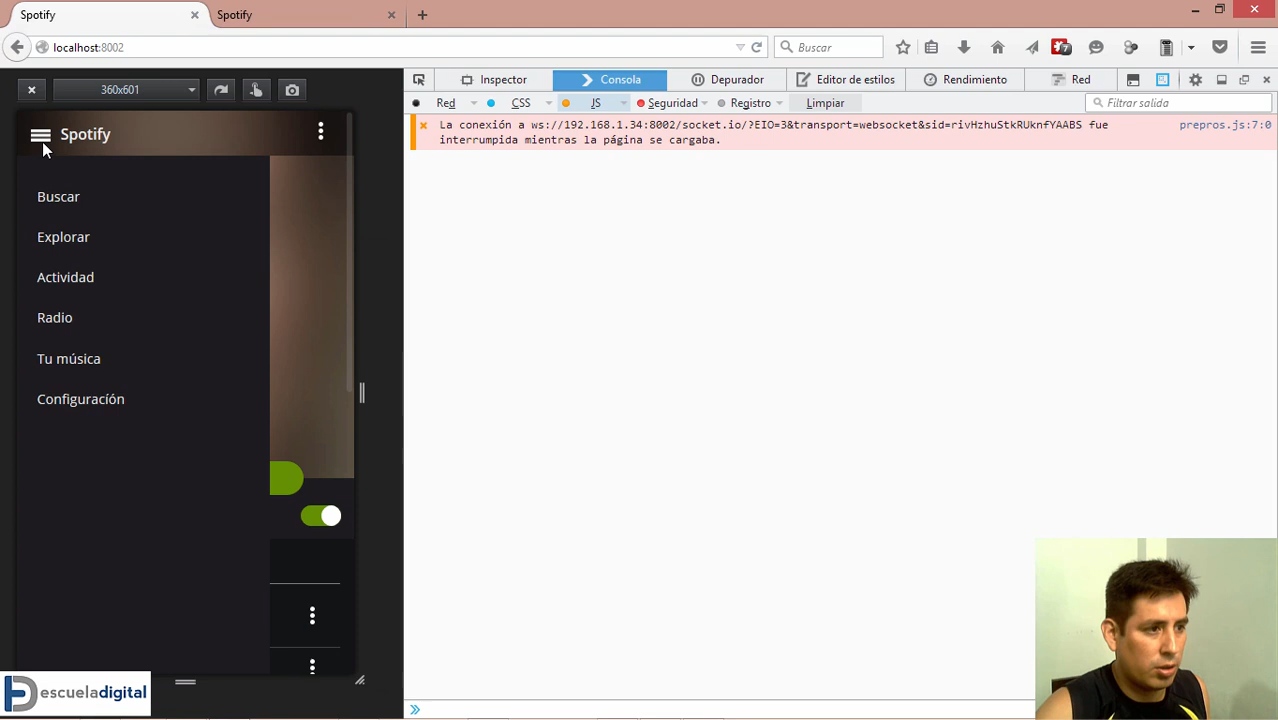 Spotify
Spotify
localhost:8002
Buscar
7
360x601
Inspector
Consola
Depurador
Editor de estilos
Rendimiento
Red
Red
CSS
JS
Seguridad
Registro
Limpiar
Filtrar salida
La conexión a ws://192.168.1.34:8002/socket.io/?EIO=3&transport=websocket&sid=rivHzhuStkRUknfYAABS fue
interrumpida mientras la página se cargaba.
prepros.js:7:0
Spotify
Buscar
Explorar
Actividad
Radio
Tu música
Configuracíón
escueladigital